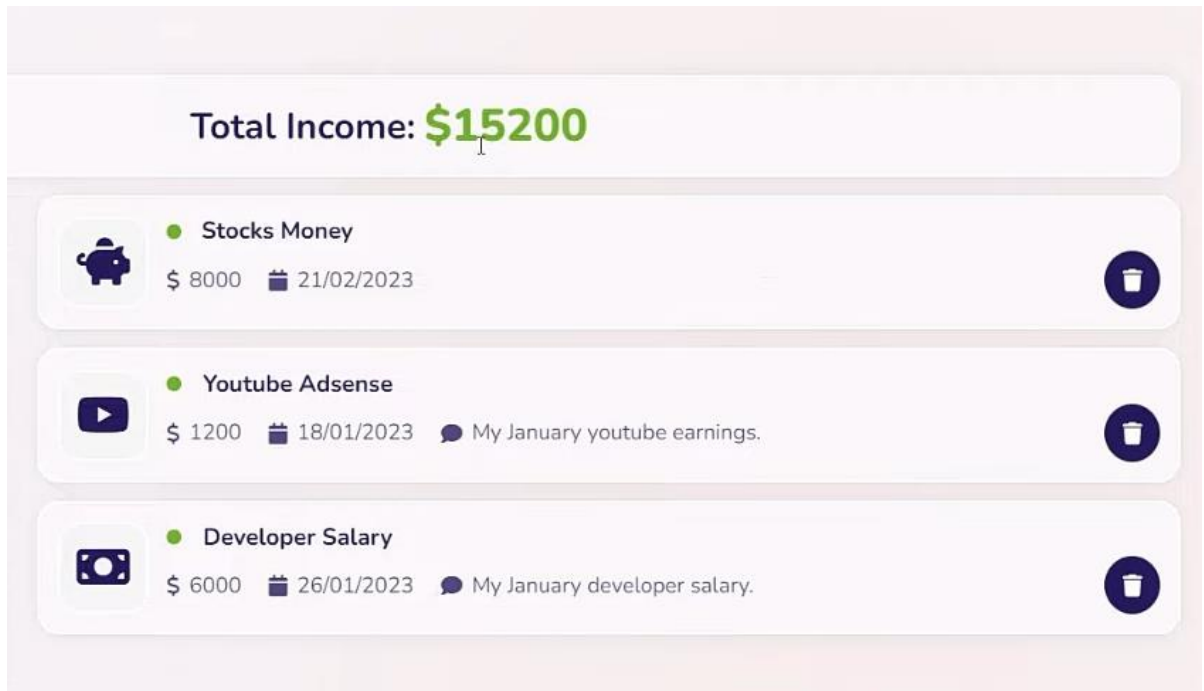 Total Income: $15200
Stocks Money
$ 8000 21/02/2023
Youtube Adsense
$ 1200 18/01/2023 My January youtube earnings.
Developer Salary
$ 6000 26/01/2023 My January developer salary.